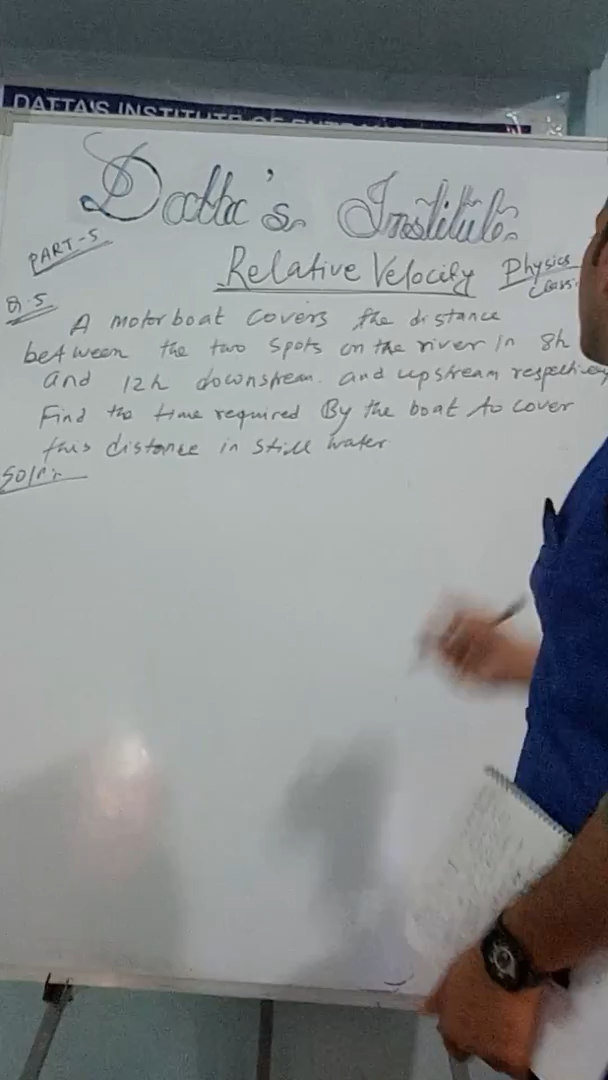 DATTA'S INSTITUTE OF
Datta's Institute
PART-5
Relative Velocity Physics
Q.5
A motorboat covers the distance
between the two spots on the river in 8h
and 12h downstream and upstream respectively
Find the time required By the boat to cover
this distance in still water
Soln:-